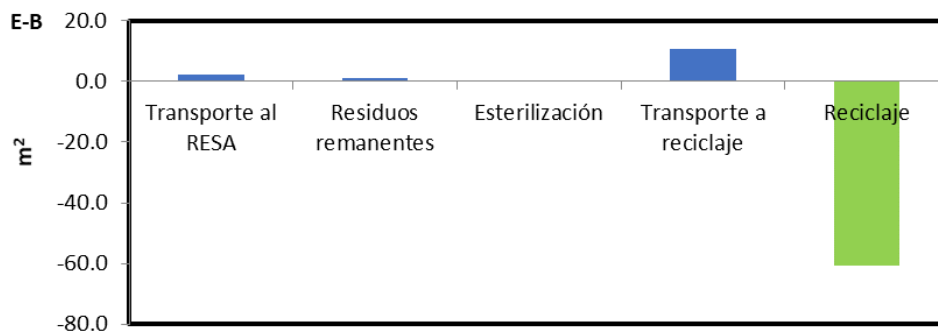 E-B
20.0
0.0
-20.0
-40.0
-60.0
-80.0
m²
Transporte al
RESA
Residuos
remanentes
Esterilización
Transporte a
reciclaje
Reciclaje